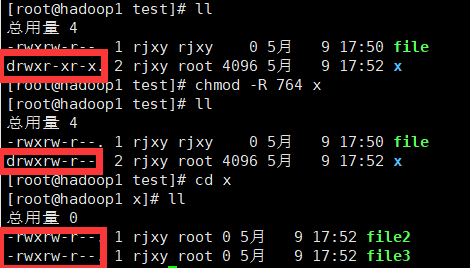 [root@hadoop1 test]# ll
总用量 4
-rwxrw-r--. 1 rjxy rjxy    0 5月   9 17:50 file
drwxr-xr-x. 2 rjxy root 4096 5月   9 17:52 x
[root@hadoop1 test]# chmod -R 764 x
[root@hadoop1 test]# ll
总用量 4
-rwxrw-r--. 1 rjxy rjxy    0 5月   9 17:50 file
drwxrw-r--. 2 rjxy root 4096 5月   9 17:52 x
[root@hadoop1 test]# cd x
[root@hadoop1 x]# ll
总用量 0
-rwxrw-r--. 1 rjxy root 0 5月   9 17:52 file2
-rwxrw-r--. 1 rjxy root 0 5月   9 17:52 file3